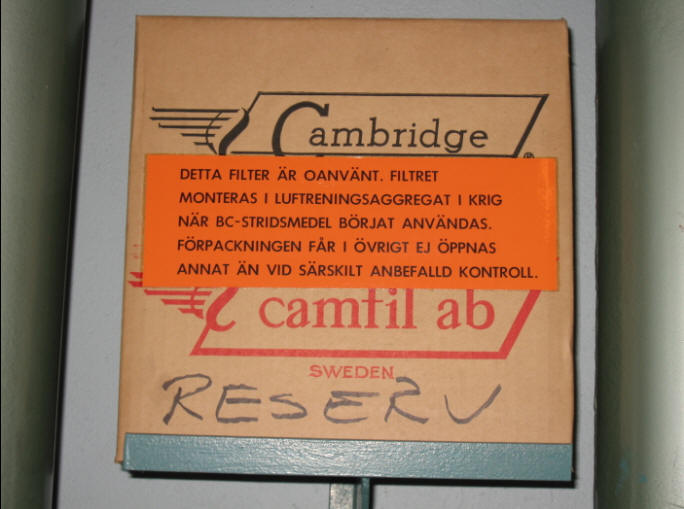 Cambridge
DETTA FILTER ÄR OANVÄNT. FILTRET
MONTERAS I LUFTRENINGSAGGREGAT I KRIG
NÄR BC-STRIDSMEDEL BÖRJAT ANVÄNDAS.
FÖRPACKNINGEN FÅR I ÖVRIGT EJ ÖPPNAS
ANNAT ÄN VID SÄRSKILT ANBEFALLD KONTROLL.
camfil ab
SWEDEN
RESERV